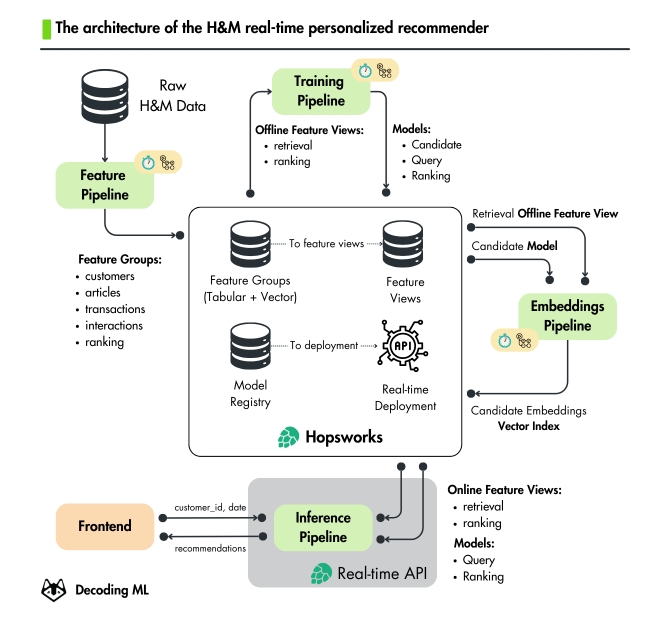 The architecture of the H&M real-time personalized recommender
Raw
H&M Data
Training
Pipeline
Offline Feature Views:
• retrieval
• ranking
Models:
• Candidate
• Query
• Ranking
Feature
Pipeline
Feature Groups:
• customers
• articles
• transactions
• interactions
• ranking
To feature views
Feature Groups
(Tabular + Vector)
Feature
Views
To deployment
API
Model
Registry
Real-time
Deployment
Hopsworks
Retrieval Offline Feature View
Candidate Model
Embeddings
Pipeline
Candidate Embeddings
Vector Index
Frontend
customer_id, date
recommendations
Inference
Pipeline
Real-time API
Online Feature Views:
• retrieval
• ranking
Models:
• Query
• Ranking
Decoding ML